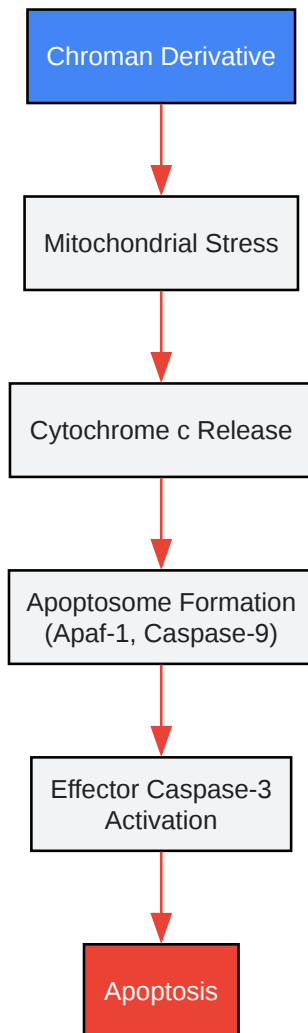 Chroman Derivative
Mitochondrial Stress
Cytochrome c Release
Apoptosome Formation
(Apaf-1, Caspase-9)
Effector Caspase-3
Activation
Apoptosis